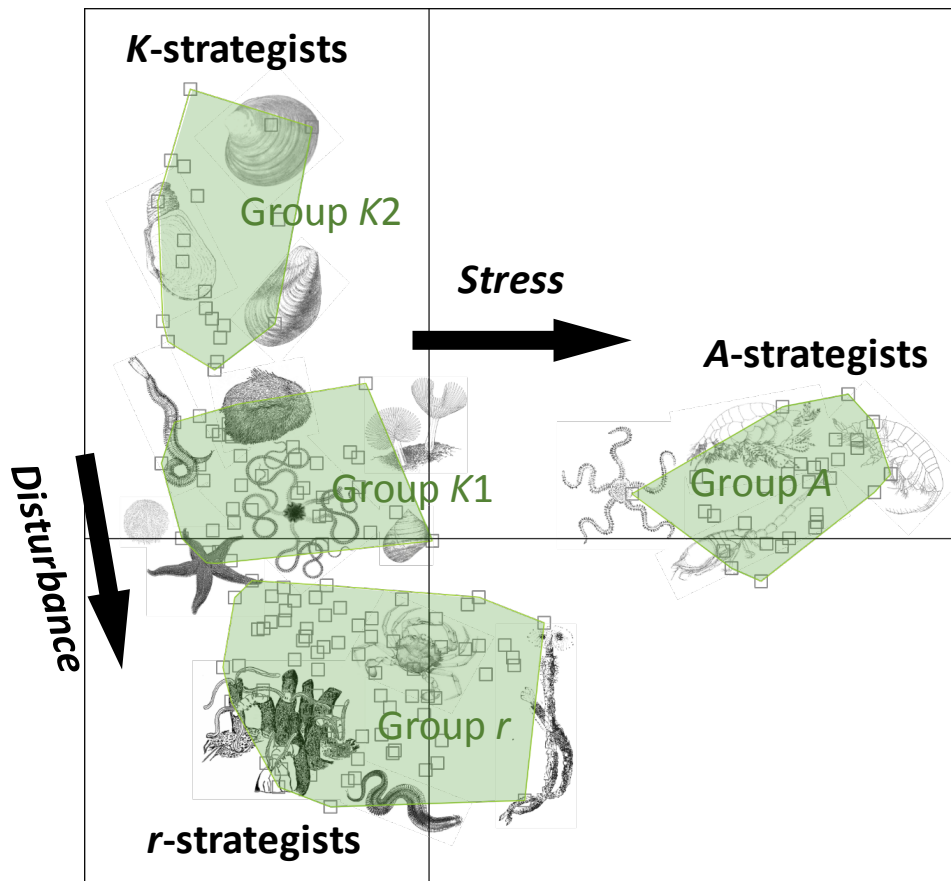 K-strategists
Group K2
Stress
A-strategists
Disturbance
Group K1
Group A
Group r
r-strategists